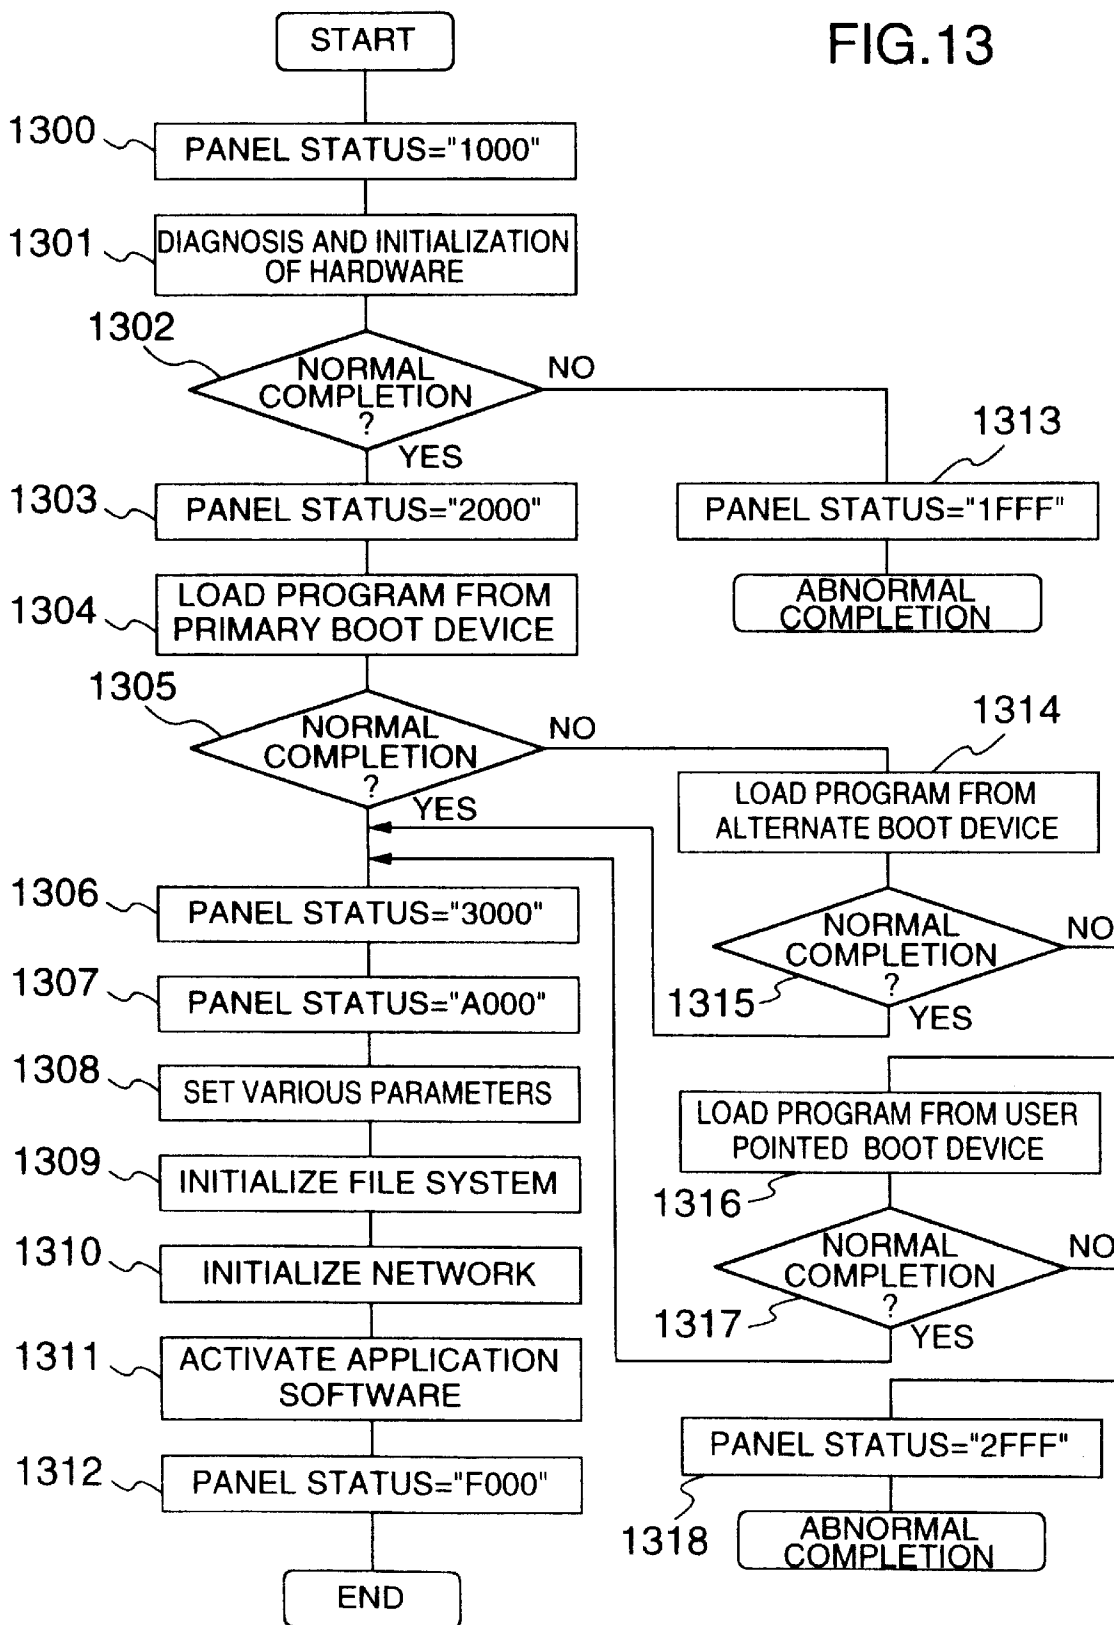 START
FIG.13
1300
PANEL STATUS="1000"
1301
DIAGNOSIS AND INITIALIZATION
OF HARDWARE
1302
NORMAL
COMPLETION
?
NO
YES
1313
1303
PANEL STATUS="2000"
PANEL STATUS="1FFF"
1304
LOAD PROGRAM FROM
PRIMARY BOOT DEVICE
ABNORMAL
COMPLETION
1305
NORMAL
COMPLETION
?
NO
YES
1314
LOAD PROGRAM FROM
ALTERNATE BOOT DEVICE
1306
PANEL STATUS="3000"
NORMAL
COMPLETION
?
NO
1315
YES
1307
PANEL STATUS="A000"
1308
SET VARIOUS PARAMETERS
LOAD PROGRAM FROM USER
POINTED BOOT DEVICE
1316
1309
INITIALIZE FILE SYSTEM
1310
INITIALIZE NETWORK
NORMAL
COMPLETION
?
NO
1317
YES
1311
ACTIVATE APPLICATION
SOFTWARE
1312
PANEL STATUS="F000"
PANEL STATUS="2FFF"
1318
ABNORMAL
COMPLETION
END